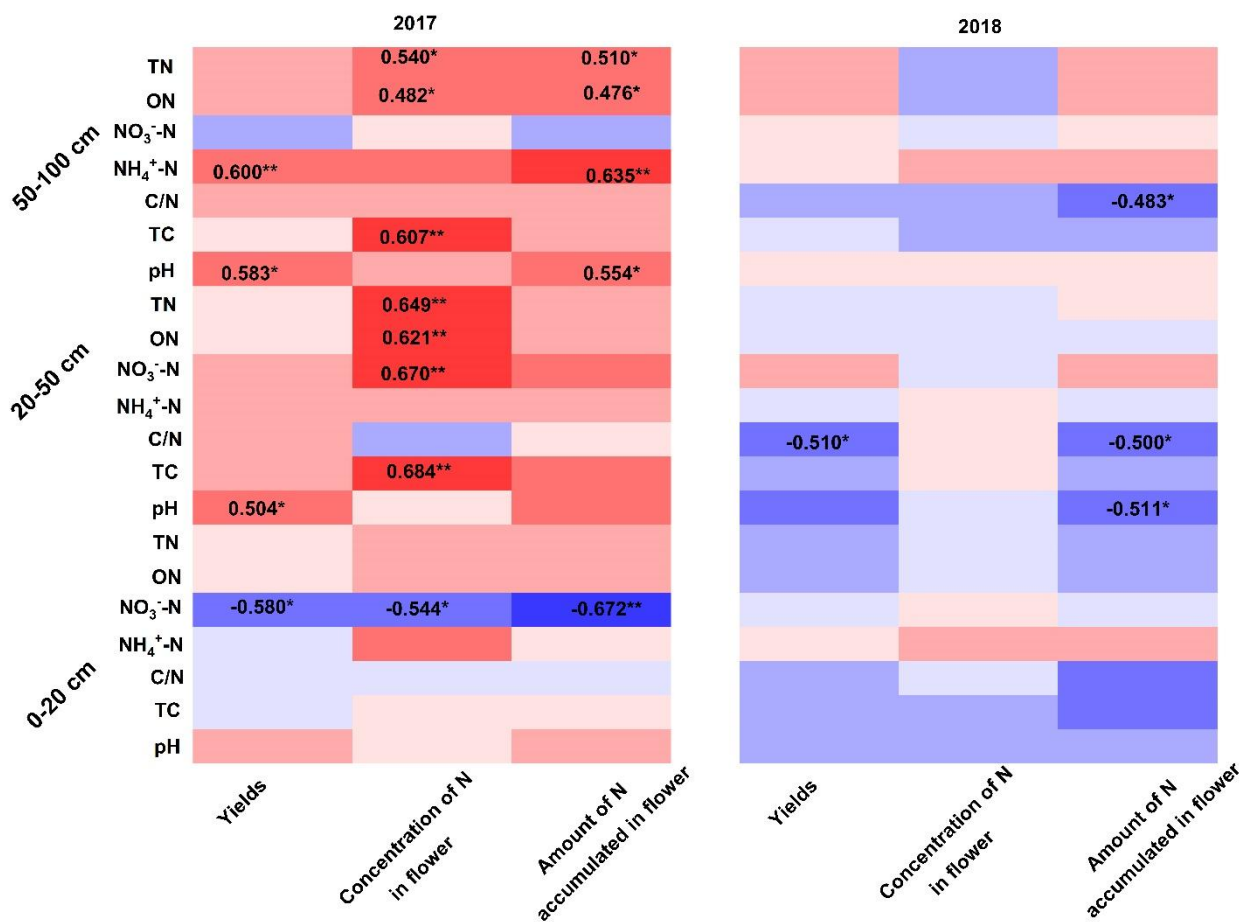 2017
2018
TN 0.540* 0.510*
ON 0.482* 0.476*
NO₃⁻-N
NH₄⁺-N 0.600** 0.635**
C/N -0.483*
TC 0.607**
pH 0.583* 0.554*
50-100 cm
TN 0.649**
ON 0.621**
NO₃⁻-N 0.670**
NH₄⁺-N
C/N -0.510* -0.500*
TC 0.684**
pH 0.504* -0.511*
20-50 cm
TN
ON
NO₃⁻-N -0.580* -0.544* -0.672**
NH₄⁺-N
C/N
TC
pH
0-20 cm
Yields
Concentration of N
in flower
Amount of N
accumulated in flower
Yields
Concentration of N
in flower
Amount of N
accumulated in flower